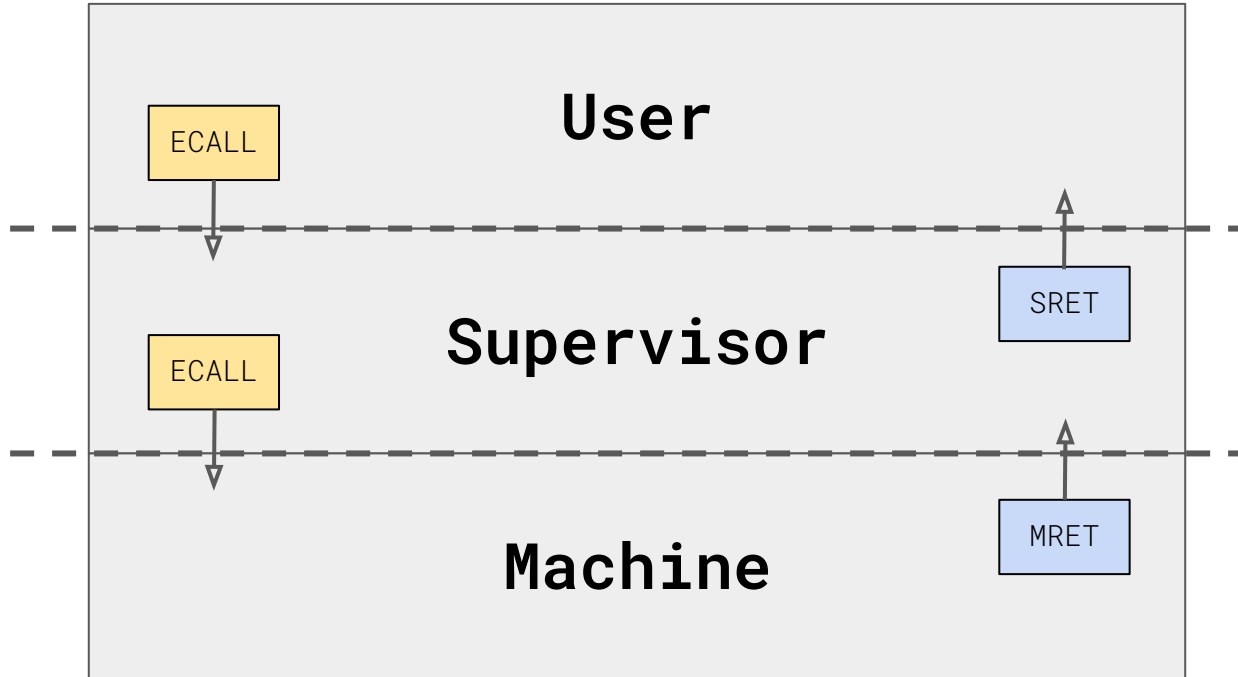 User
ECALL
SRET
Supervisor
ECALL
MRET
Machine